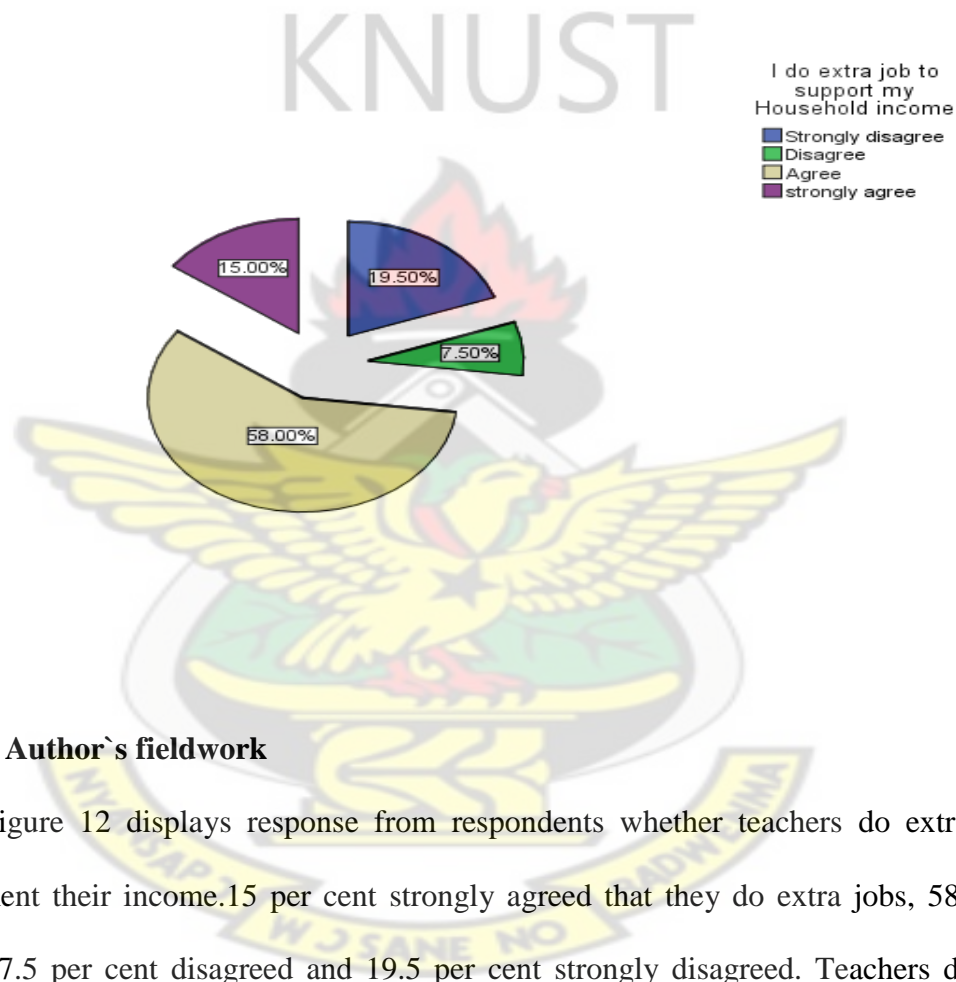 KNUST
I do extra job to
support my
Household income
Strongly disagree
Disagree
Agree
strongly agree
15.00%
19.50%
7.50%
58.00%
Author`s fieldwork
igure 12 displays response from respondents whether teachers do extr
ent their income.15 per cent strongly agreed that they do extra jobs, 58
7.5 per cent disagreed and 19.5 per cent strongly disagreed. Teachers d
W J SANE NO